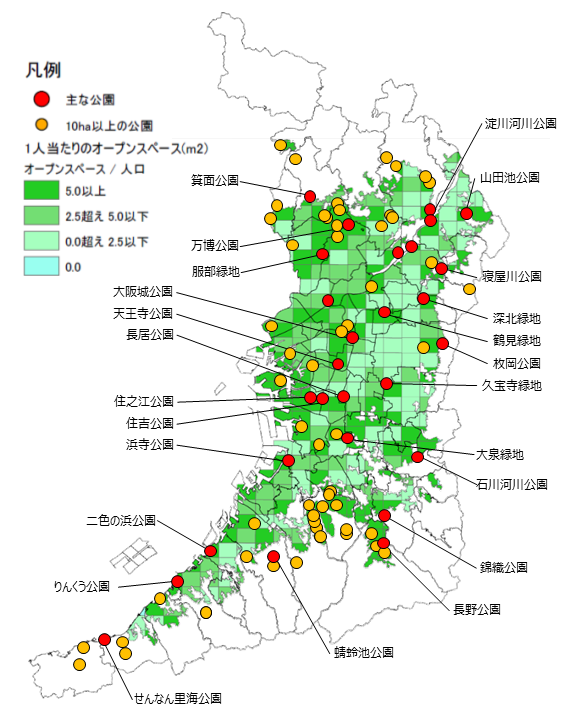 凡例
主な公園
10ha以上の公園
1人当たりのオープンスペース(m2)
オープンスペース / 人口
5.0以上
2.5超え 5.0以下
0.0超え 2.5以下
0.0
淀川河川公園
山田池公園
箕面公園
万博公園
服部緑地
寝屋川公園
大阪城公園
天王寺公園
長居公園
深北緑地
鶴見緑地
枚岡公園
久宝寺緑地
住之江公園
住吉公園
浜寺公園
大泉緑地
石川河川公園
二色の浜公園
りんくう公園
錦織公園
長野公園
蜻蛉池公園
せんなん里海公園